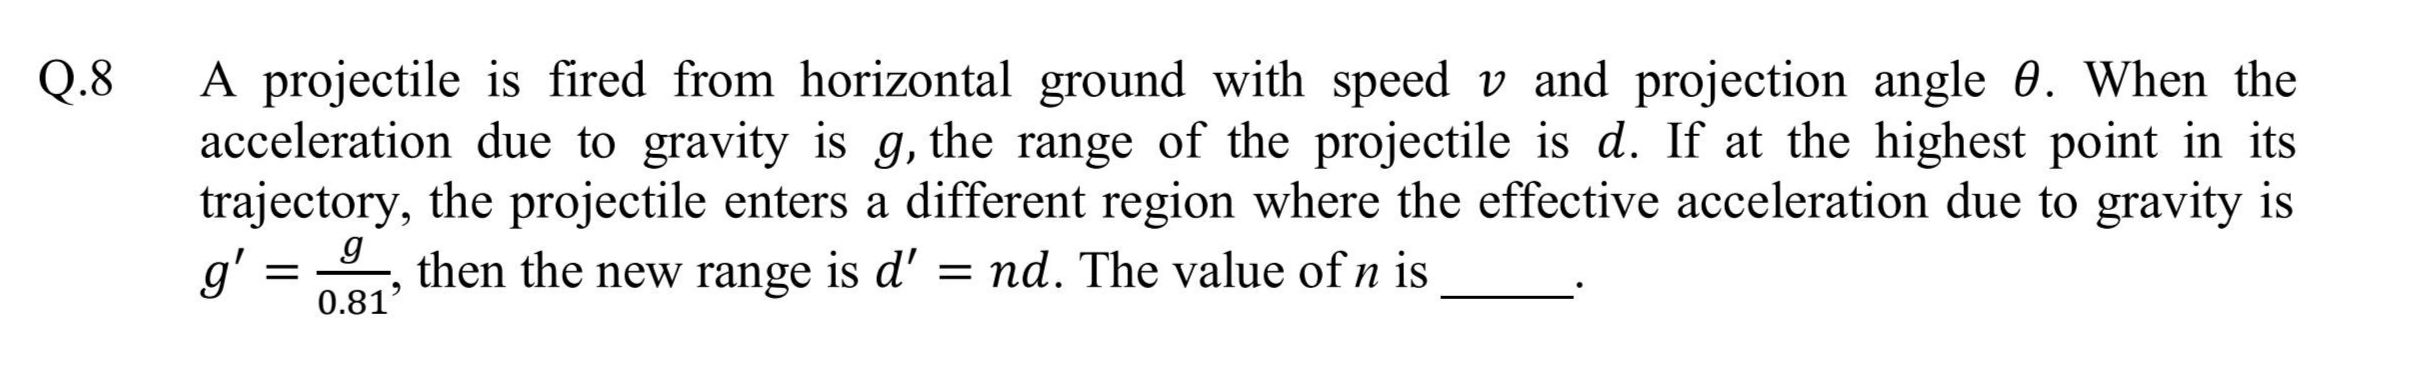 Q.8 A projectile is fired from horizontal ground with speed v and projection angle θ. When the
acceleration due to gravity is g, the range of the projectile is d. If at the highest point in its
trajectory, the projectile enters a different region where the effective acceleration due to gravity is
g′ = g/0.81, then the new range is d′ = nd. The value of n is _____.